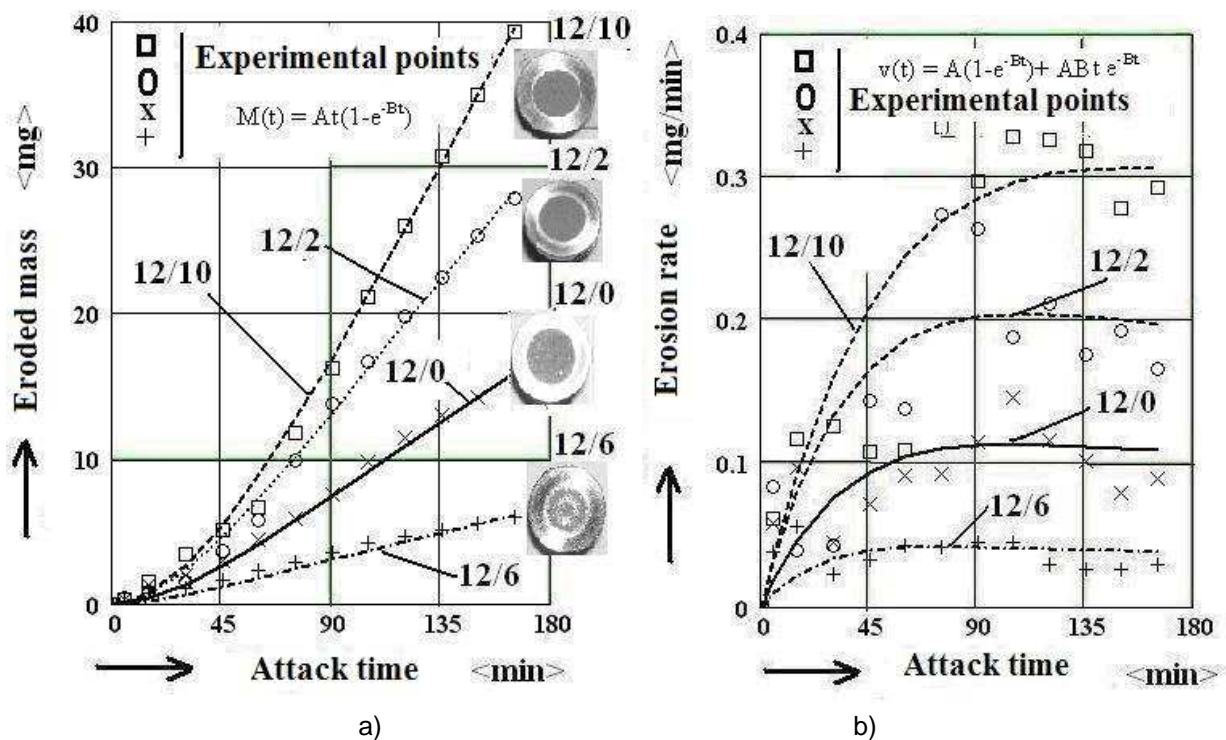 40
30
20
10
0
Eroded mass <mg>
Experimental points
x
+
M(t) = At(1-e^-Bt)
12/10
12/2
12/2
12/10
12/0
12/0
12/6
12/6
0 45 90 135 180
Attack time <min>
a)
0.4
0.3
0.2
0.1
0
Erosion rate <mg/min>
v(t) = A(1-e^-Bt)+ ABt e^-Bt
Experimental points
x
+
12/10
12/2
12/0
12/6
0 45 90 135 180
Attack time <min>
b)